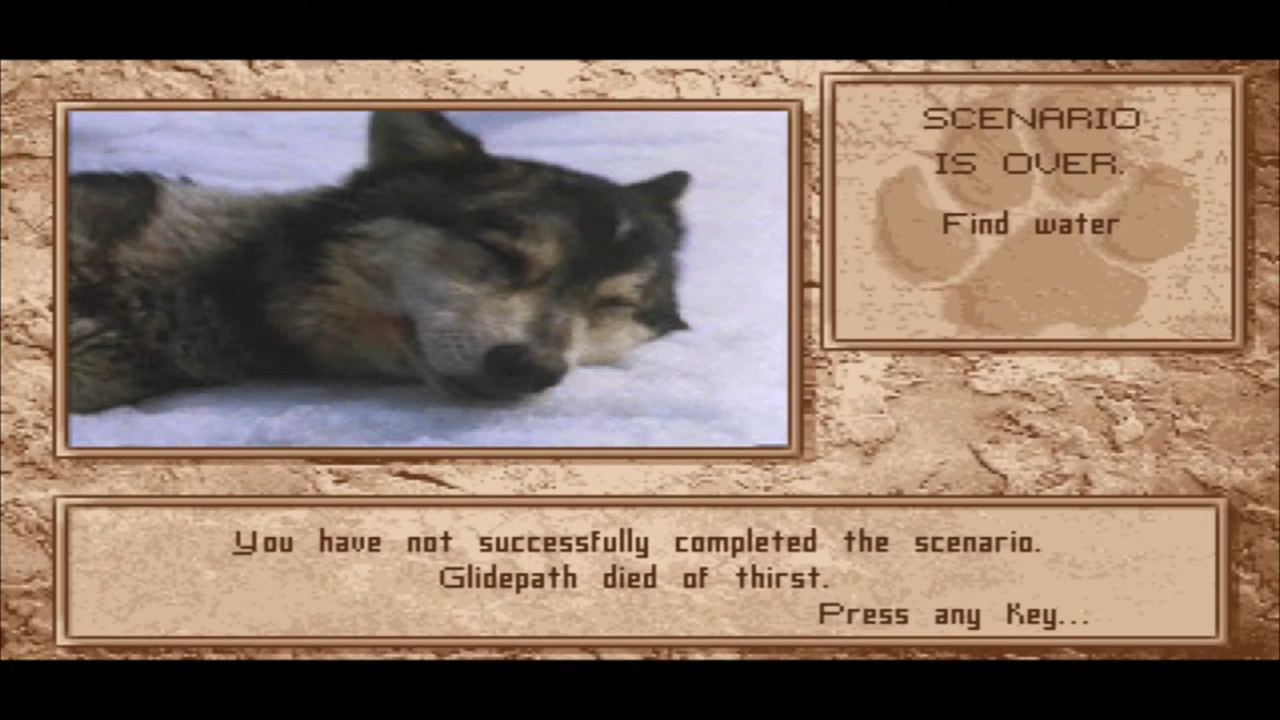 SCENARIO
IS OVER.
Find water
You have not successfully completed the scenario.
Glidepath died of thirst.
Press any Key...